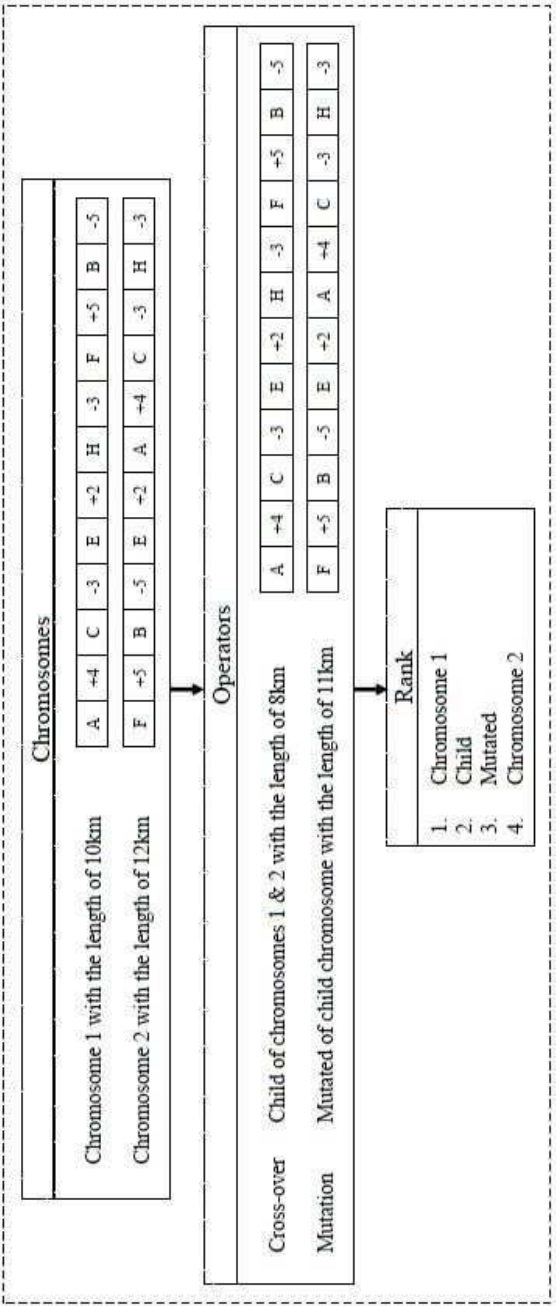 Chromosomes
Chromosome 1 with the length of 10km A +4 C -3 E +2 H -3 F +5 B -5
Chromosome 2 with the length of 12km F +5 B -5 E +2 A +4 C -3 H -3
Operators
Cross-over Child of chromosomes 1 & 2 with the length of 8km A +4 C -3 E +2 H -3 F +5 B -5
Mutation Mutated of child chromosome with the length of 11km F +5 B -5 E +2 A +4 C -3 H -3
Rank
1. Chromosome 1
2. Child
3. Mutated
4. Chromosome 2